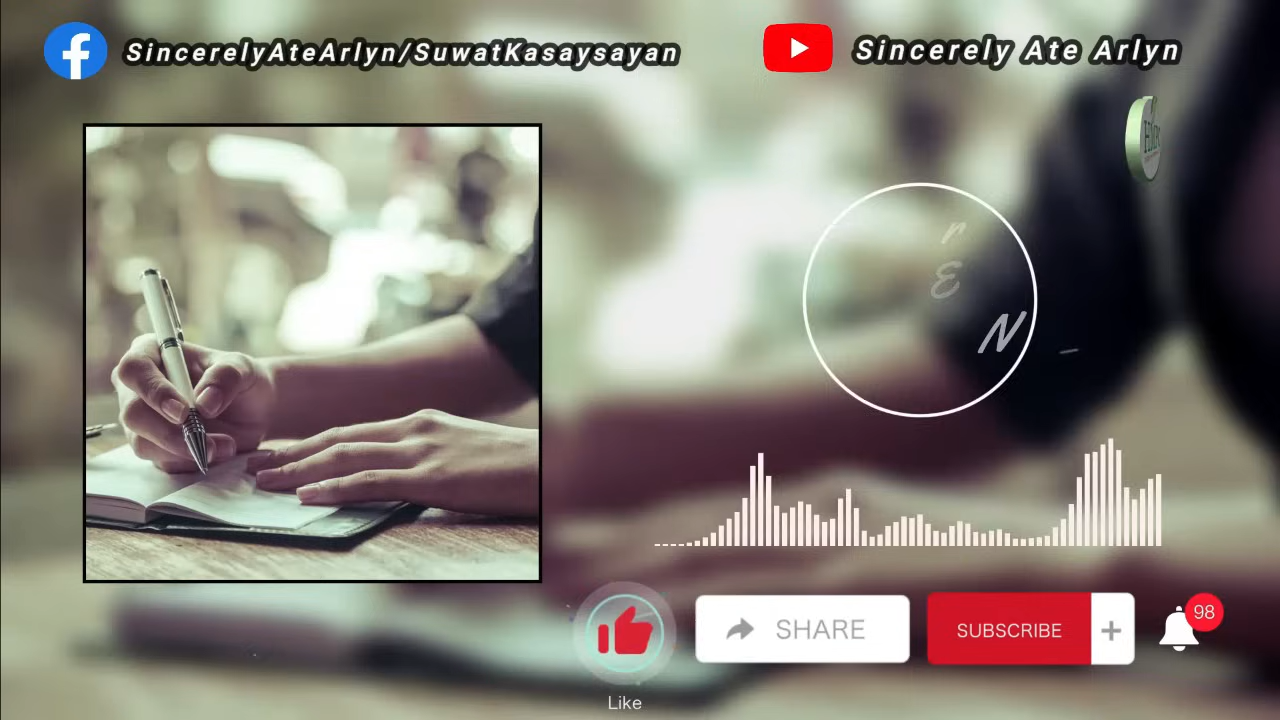 SincerelyAteArlyn/SuwatKasaysayan
Sincerely Ate Arlyn
r
E
N
SHARE
SUBSCRIBE +
98
Like